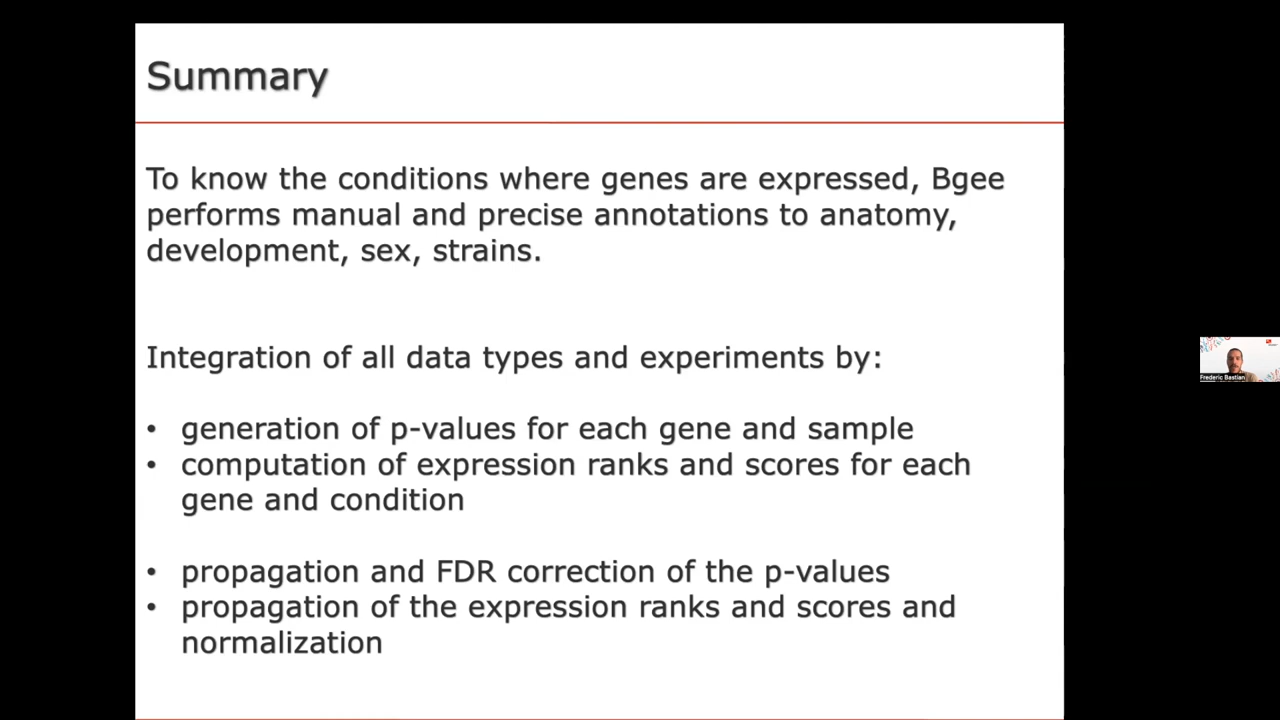 Summary
To know the conditions where genes are expressed, Bgee
performs manual and precise annotations to anatomy,
development, sex, strains.
Integration of all data types and experiments by:
• generation of p-values for each gene and sample
• computation of expression ranks and scores for each
gene and condition
• propagation and FDR correction of the p-values
• propagation of the expression ranks and scores and
normalization
Frederic Bastian